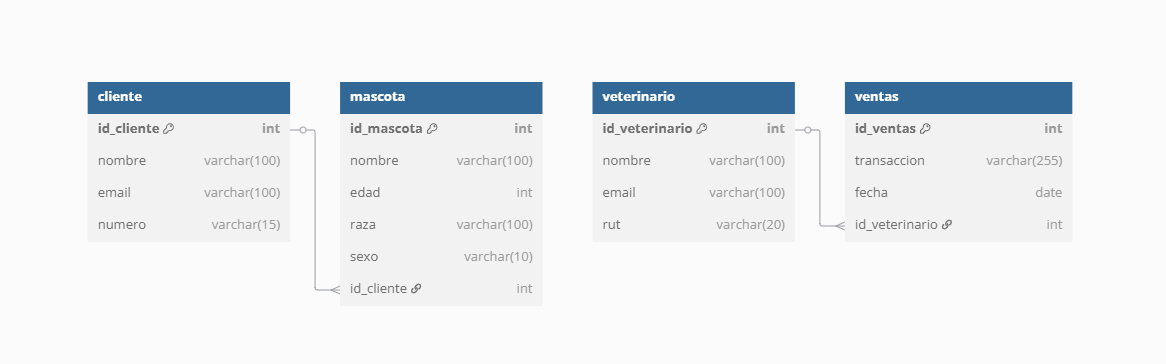 cliente
id_cliente int
nombre varchar(100)
email varchar(100)
numero varchar(15)
mascota
id_mascota int
nombre varchar(100)
edad int
raza varchar(100)
sexo varchar(10)
id_cliente int
veterinario
id_veterinario int
nombre varchar(100)
email varchar(100)
rut varchar(20)
ventas
id_ventas int
transaccion varchar(255)
fecha date
id_veterinario int